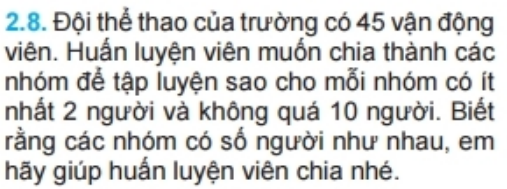 2.8. Đội thể thao của trường có 45 vận động
viên. Huấn luyện viên muốn chia thành các
nhóm để tập luyện sao cho mỗi nhóm có ít
nhất 2 người và không quá 10 người. Biết
rằng các nhóm có số người như nhau, em
hãy giúp huấn luyện viên chia nhé.